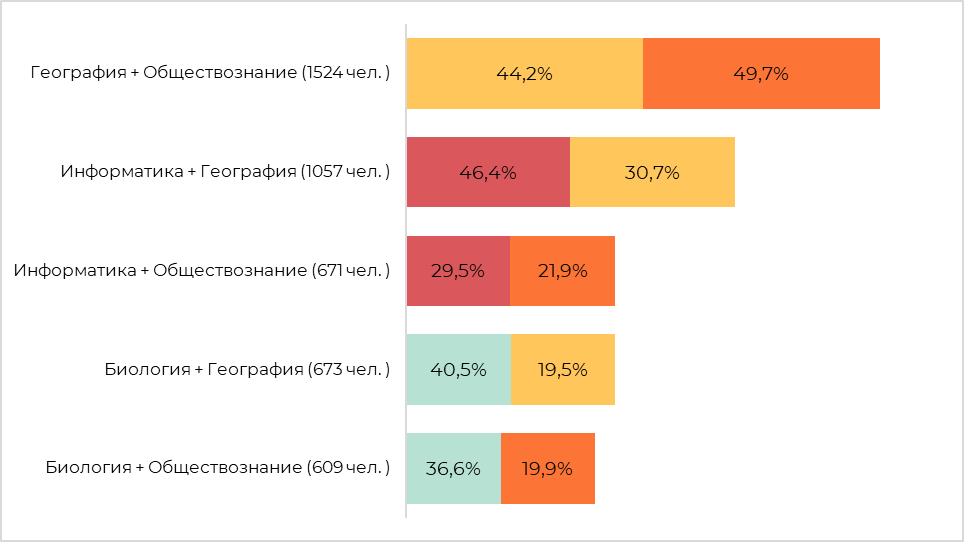 География + Обществознание (1524 чел. ) 44,2% 49,7%
Информатика + География (1057 чел. ) 46,4% 30,7%
Информатика + Обществознание (671 чел. ) 29,5% 21,9%
Биология + География (673 чел. ) 40,5% 19,5%
Биология + Обществознание (609 чел. ) 36,6% 19,9%